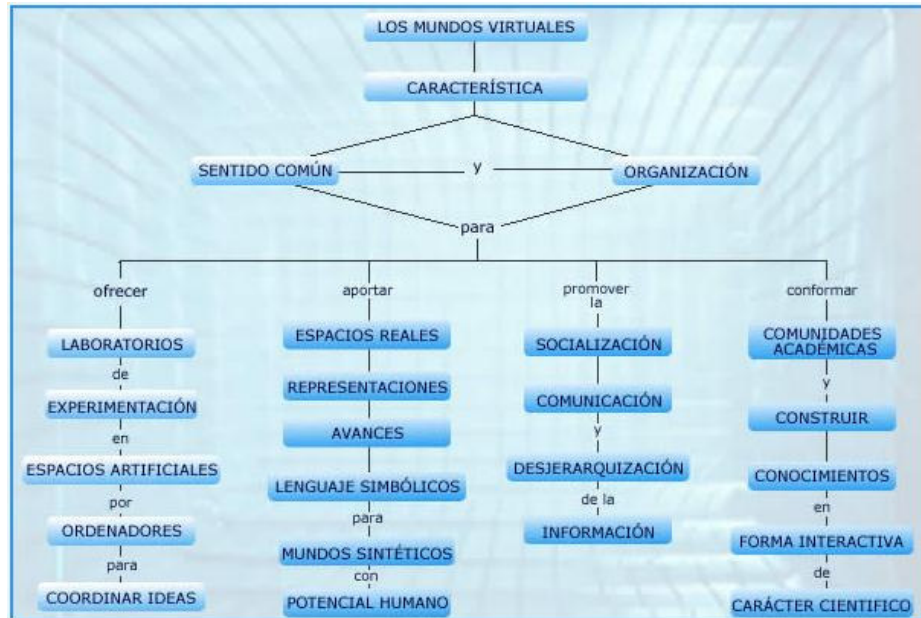 LOS MUNDOS VIRTUALES
CARACTERÍSTICA
SENTIDO COMÚN
y
ORGANIZACIÓN
para
ofrecer
LABORATORIOS
de
EXPERIMENTACIÓN
en
ESPACIOS ARTIFICIALES
por
ORDENADORES
para
COORDINAR IDEAS
aportar
ESPACIOS REALES
REPRESENTACIONES
AVANCES
LENGUAJE SIMBÓLICOS
para
MUNDOS SINTÉTICOS
con
POTENCIAL HUMANO
promover
la
SOCIALIZACIÓN
COMUNICACIÓN
y
DESJERARQUIZACIÓN
de la
INFORMACIÓN
conformar
COMUNIDADES
ACADÉMICAS
y
CONSTRUIR
CONOCIMIENTOS
en
FORMA INTERACTIVA
de
CARÁCTER CIENTIFICO